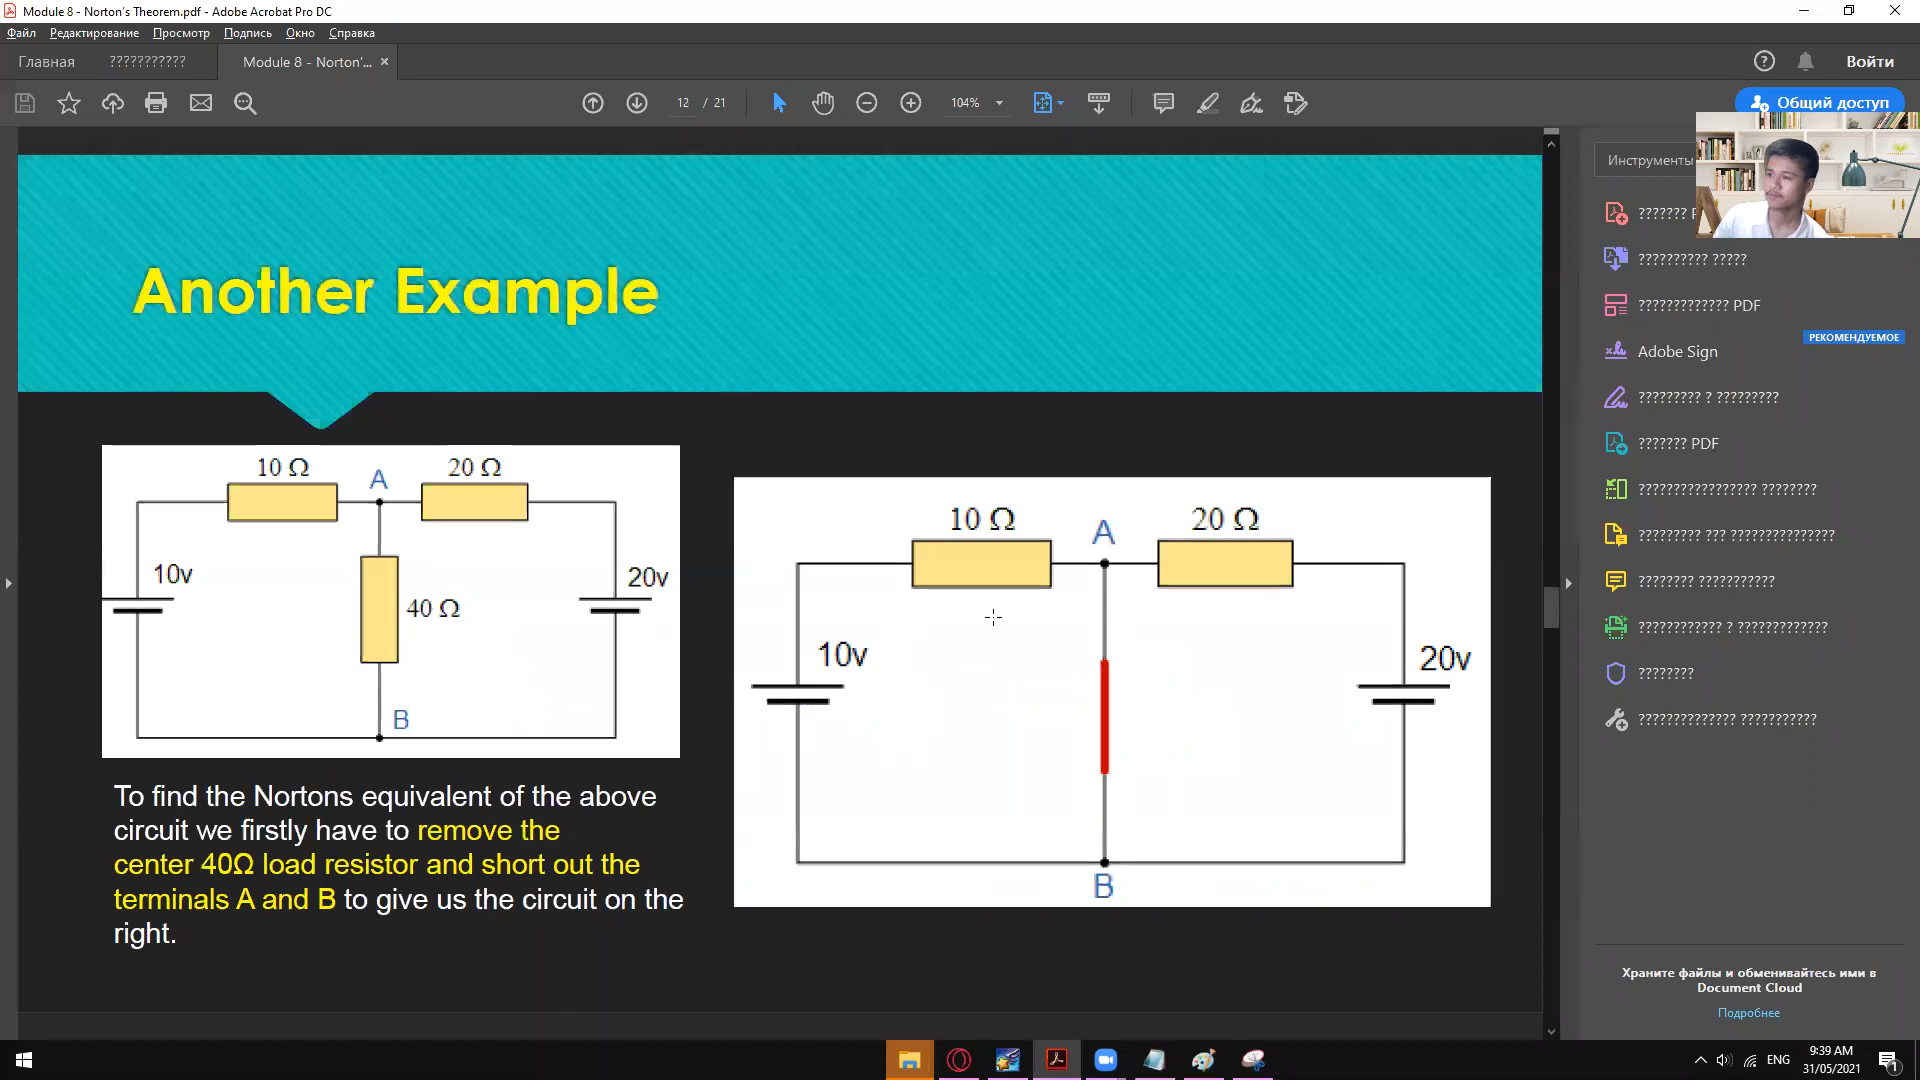 Module 8 - Norton's Theorem.pdf - Adobe Acrobat Pro DC
Файл Редактирование Просмотр Подпись Окно Справка
Главная ??????????? Module 8 - Norton'... × Войти
12 / 21 104% Общий доступ
Инструменты
??????? P
?????????? ?????
????????????? PDF
РЕКОМЕНДУЕМОЕ
Adobe Sign
????????? ? ?????????
??????? PDF
????????????????? ????????
????????? ??? ???????????????
???????? ???????????
???????????? ? ?????????????
????????
?????????????? ???????????
Храните файлы и обменивайтесь ими в
Document Cloud
Подробнее
Another Example
10 Ω A 20 Ω
10v 20v
40 Ω
B
10 Ω A 20 Ω
10v 20v
B
To find the Nortons equivalent of the above
circuit we firstly have to remove the
center 40Ω load resistor and short out the
terminals A and B to give us the circuit on the
right.
ENG 9:39 AM
31/05/2021
1